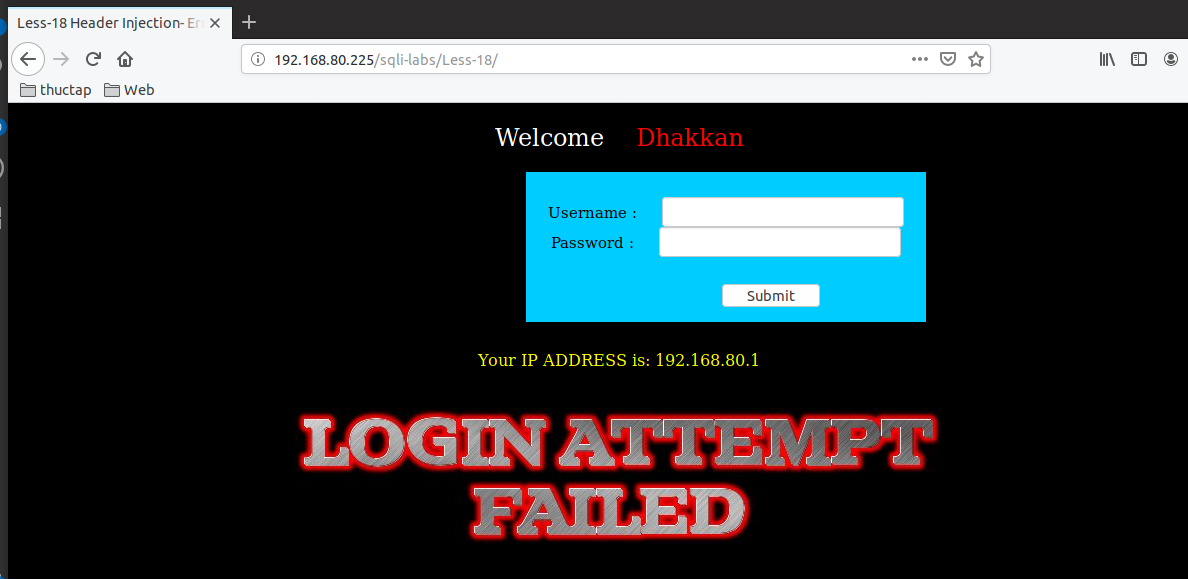 Less-18 Header Injection- Er
192.168.80.225/sqli-labs/Less-18/
thuctap Web
Welcome Dhakkan
Username :
Password :
Submit
Your IP ADDRESS is: 192.168.80.1
LOGIN ATTEMPT
FAILED